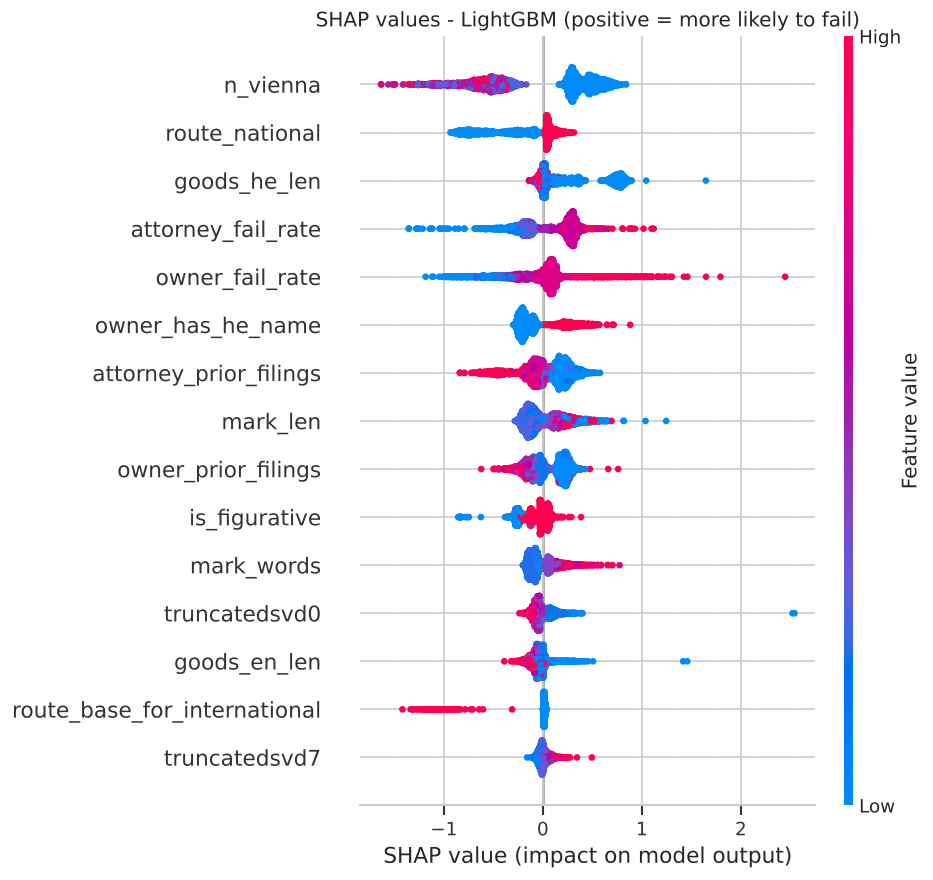 SHAP values - LightGBM (positive = more likely to fail)
High
n_vienna
route_national
goods_he_len
attorney_fail_rate
owner_fail_rate
owner_has_he_name
attorney_prior_filings
mark_len
owner_prior_filings
is_figurative
mark_words
truncatedsvd0
goods_en_len
route_base_for_international
truncatedsvd7
Feature value
Low
−1 0 1 2
SHAP value (impact on model output)